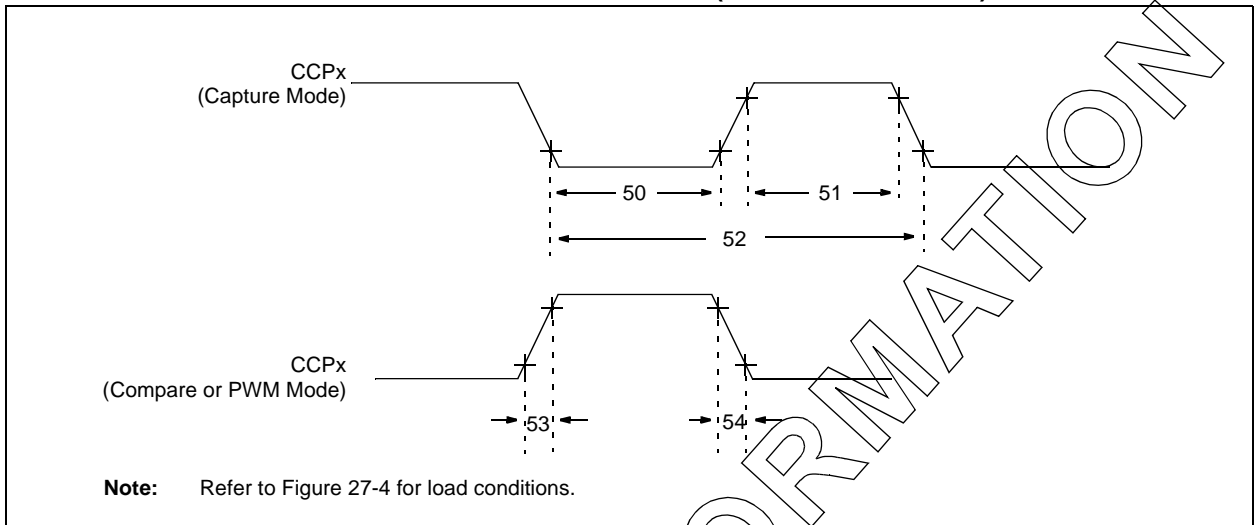 CCPx
(Capture Mode)
50
51
52
CCPx
(Compare or PWM Mode)
53
54
Note: Refer to Figure 27-4 for load conditions.
ORMATION